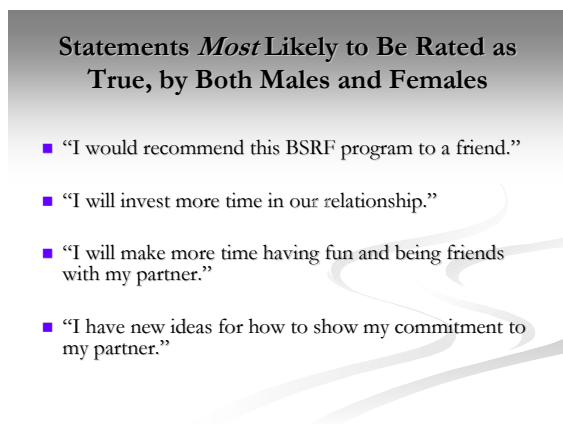 Statements Most Likely to Be Rated as
True, by Both Males and Females
“I would recommend this BSRF program to a friend.”
“I will invest more time in our relationship.”
“I will make more time having fun and being friends
with my partner.”
“I have new ideas for how to show my commitment to
my partner.”